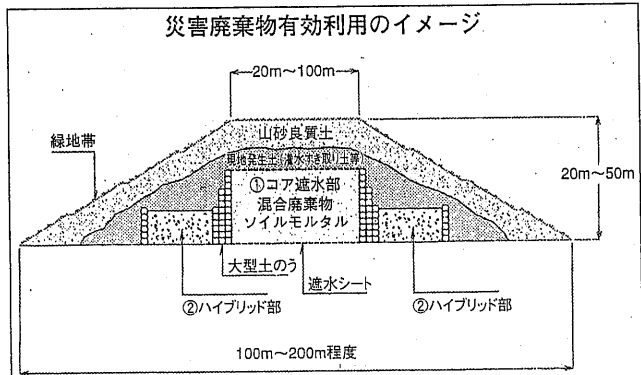 災害廃棄物有効利用のイメージ
20m〜100m
緑地帯
山砂良質土
現地発生土(灌水すき取り土等)
20m〜50m
①コア遮水部
混合廃棄物
ソイルモルタル
大型土のう
遮水シート
②ハイブリッド部
②ハイブリッド部
100m〜200m程度